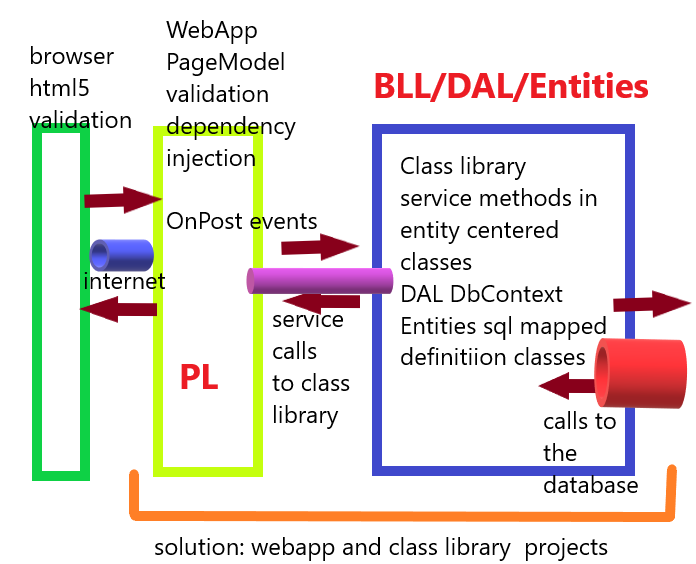 browser
html5
validation
WebApp
PageModel
validation
dependency
injection
OnPost events
internet
PL
service
calls
to class
library
BLL/DAL/Entities
Class library
service methods in
entity centered
classes
DAL DbContext
Entities sql mapped
definitiion classes
calls to
the
database
solution: webapp and class library projects